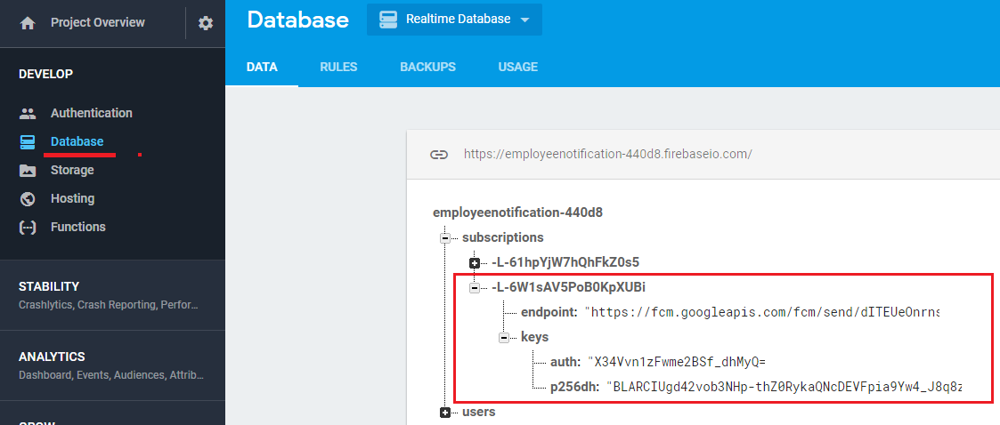 Project Overview
Database
Realtime Database
DEVELOP
DATA
RULES
BACKUPS
USAGE
Authentication
Database
Storage
Hosting
Functions
https://employeenotification-440d8.firebaseio.com/
employeenotification-440d8
subscriptions
-L-61hpYjW7hQhFkZ0s5
-L-6W1sAV5PoB0KpXUBi
endpoint: "https://fcm.googleapis.com/fcm/send/dITEUeOnrns
keys
auth: "X34Vvn1zFwme2BSf_dhMyQ=
p256dh: "BLARCIUgd42vob3NHp-thZ0RykaQNcDEVFpia9Yw4_J8q8z
users
STABILITY
Crashlytics, Crash Reporting, Perfor...
ANALYTICS
Dashboard, Events, Audiences, Attrib...